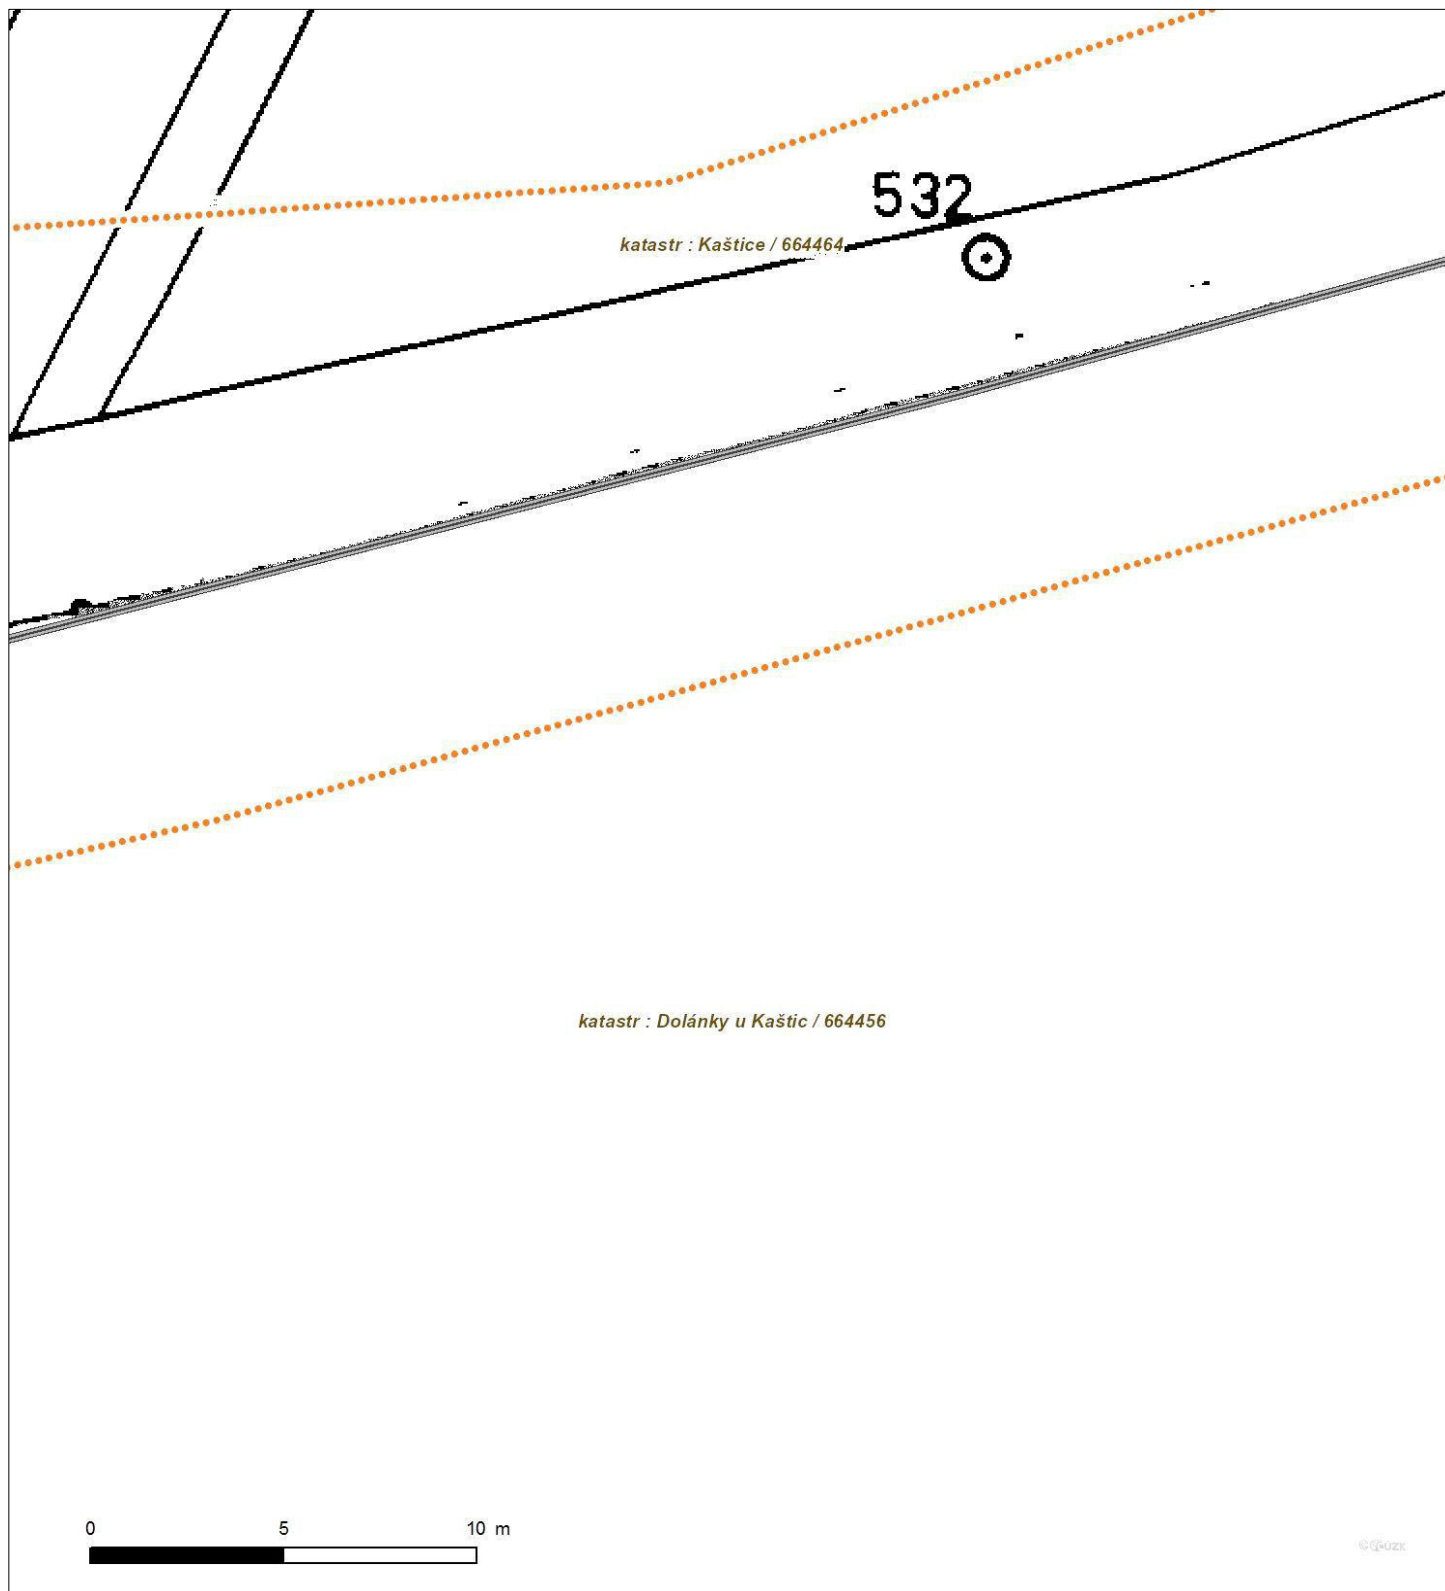 532
katastr : Kaštice / 664464
katastr : Dolánky u Kaštic / 664456
0 5 10 m